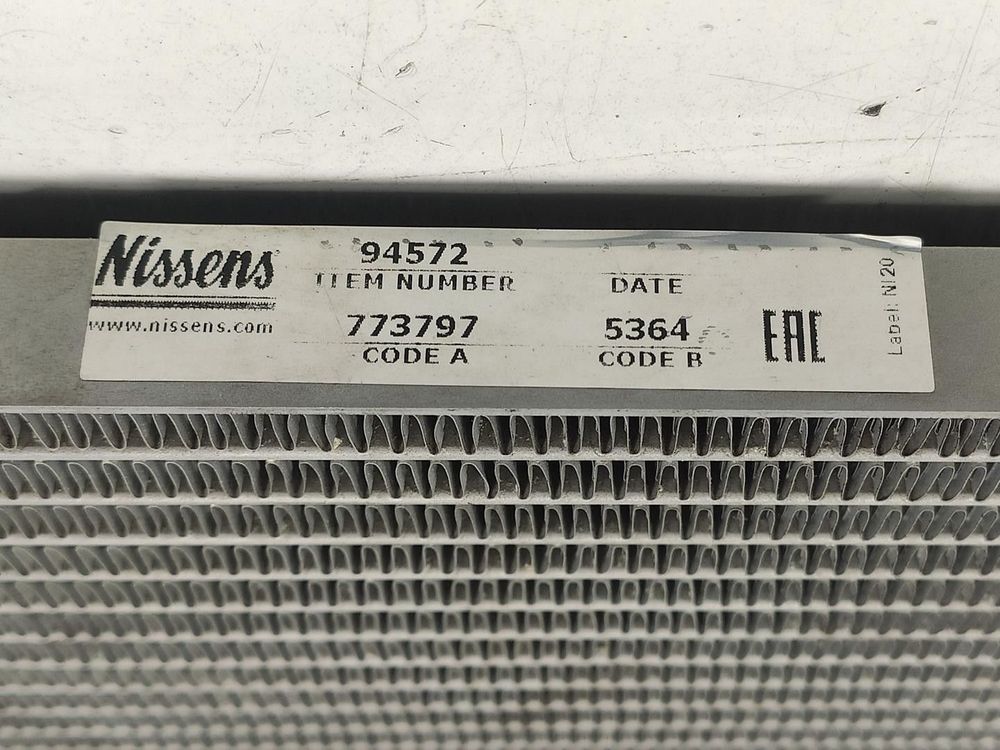 Nissens
www.nissens.com
94572
ITEM NUMBER
773797
CODE A
DATE
5364
CODE B
EAC
Label: NI20